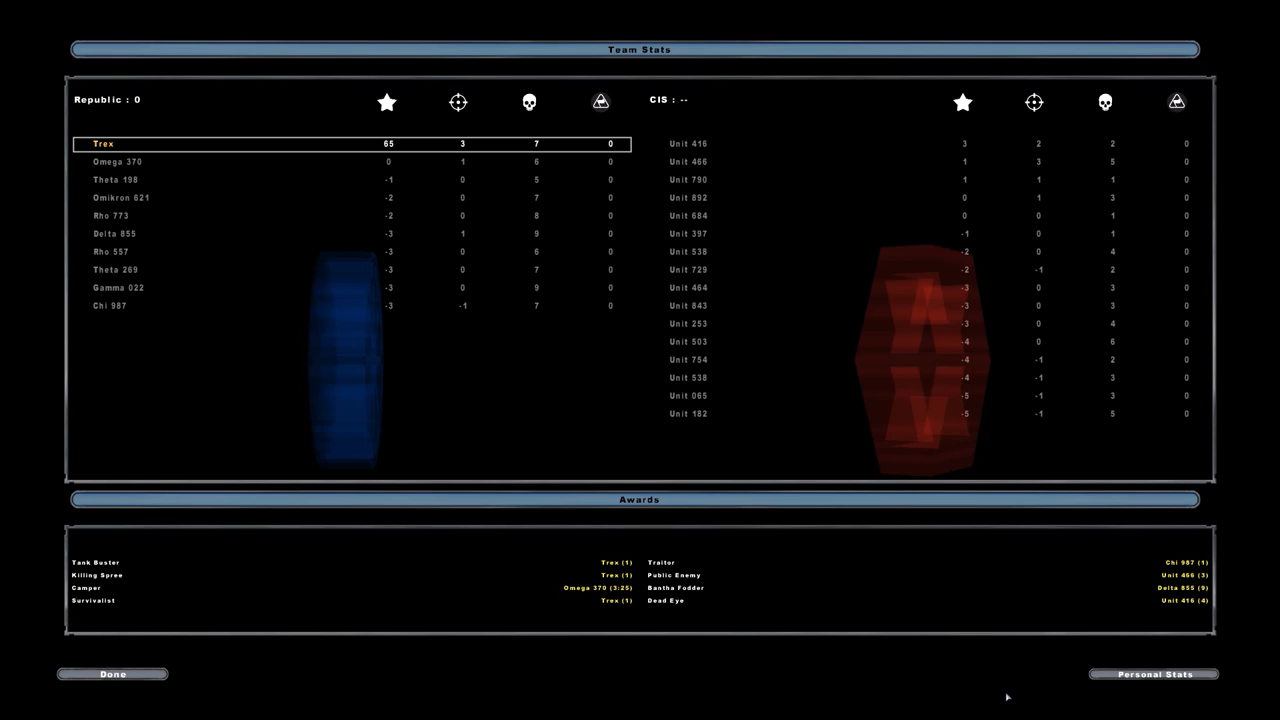 Team Stats
Republic : 0
CIS : --
Trex 65 3 7 0
Omega 370 0 1 6 0
Theta 198 -1 0 5 0
Omikron 621 -2 0 7 0
Rho 773 -2 0 8 0
Delta 855 -3 1 9 0
Rho 557 -3 0 6 0
Theta 269 -3 0 7 0
Gamma 022 -3 0 9 0
Chi 987 -3 -1 7 0
Unit 416 3 2 2 0
Unit 466 1 3 5 0
Unit 790 1 1 1 0
Unit 892 0 1 3 0
Unit 684 0 0 1 0
Unit 397 -1 0 1 0
Unit 538 -2 0 4 0
Unit 729 -2 -1 2 0
Unit 464 -3 0 3 0
Unit 843 -3 0 3 0
Unit 253 -3 0 4 0
Unit 503 -4 0 6 0
Unit 754 -4 -1 2 0
Unit 538 -4 -1 3 0
Unit 065 -5 -1 3 0
Unit 182 -5 -1 5 0
Awards
Tank Buster Trex (1)
Killing Spree Trex (1)
Camper Omega 370 (3:25)
Survivalist Trex (1)
Traitor Chi 987 (1)
Public Enemy Unit 466 (3)
Bantha Fodder Delta 855 (9)
Dead Eye Unit 416 (4)
Done
Personal Stats